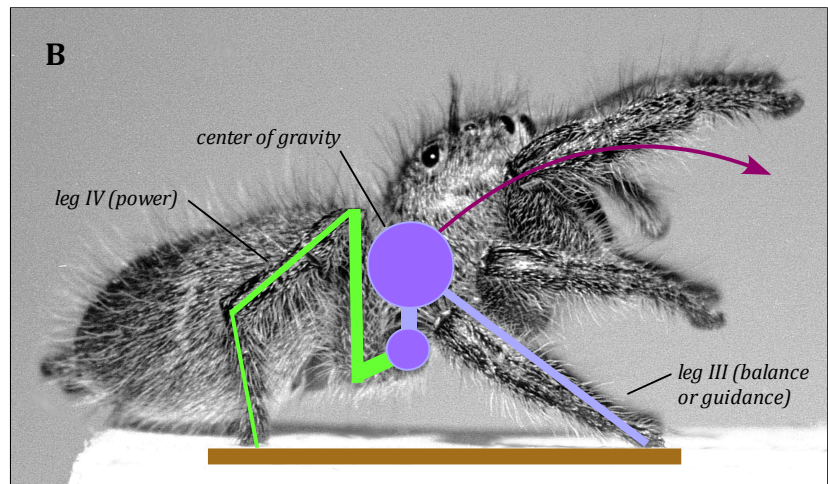 B
center of gravity
leg IV (power)
leg III (balance
or guidance)